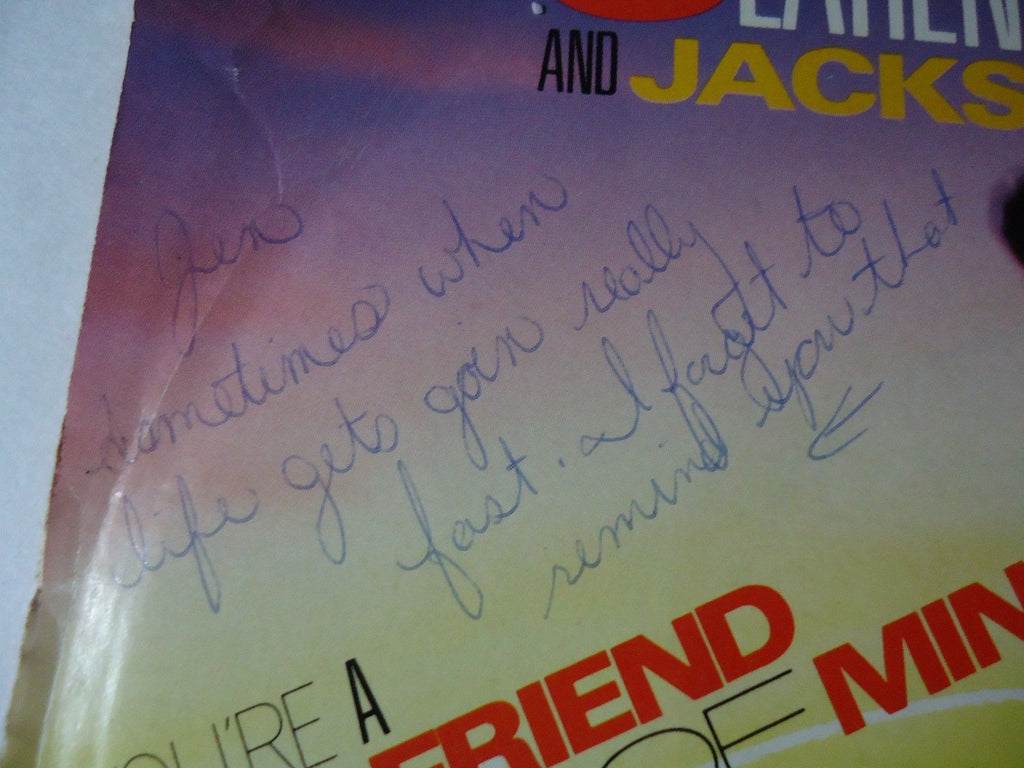 AND JACKS
Jen
sometimes when
life gets goin really
fast. I forgit to
remind you that
YOU'RE A FRIEND
OF MIN